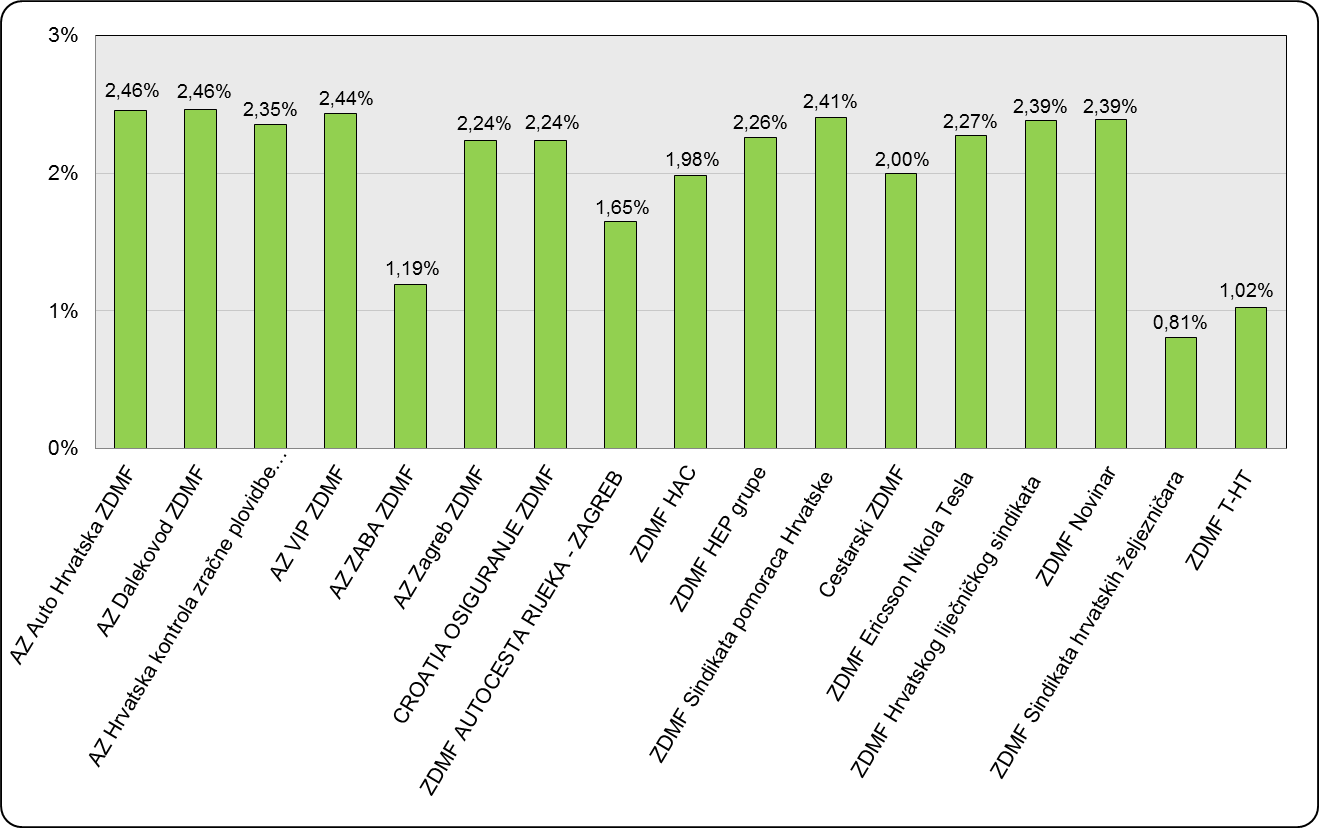 3%
2%
1%
0%
2,46%
2,46%
2,35%
2,44%
1,19%
2,24%
2,24%
1,65%
1,98%
2,26%
2,41%
2,00%
2,27%
2,39%
2,39%
0,81%
1,02%
AZ Auto Hrvatska ZDMF
AZ Dalekovod ZDMF
AZ Hrvatska kontrola zračne plovidbe...
AZ VIP ZDMF
AZ ZABA ZDMF
AZ Zagreb ZDMF
CROATIA OSIGURANJE ZDMF
ZDMF AUTOCESTA RIJEKA - ZAGREB
ZDMF HAC
ZDMF HEP grupe
ZDMF Sindikata pomoraca Hrvatske
Cestarski ZDMF
ZDMF Ericsson Nikola Tesla
ZDMF Hrvatskog liječničkog sindikata
ZDMF Novinar
ZDMF Sindikata hrvatskih željezničara
ZDMF T-HT